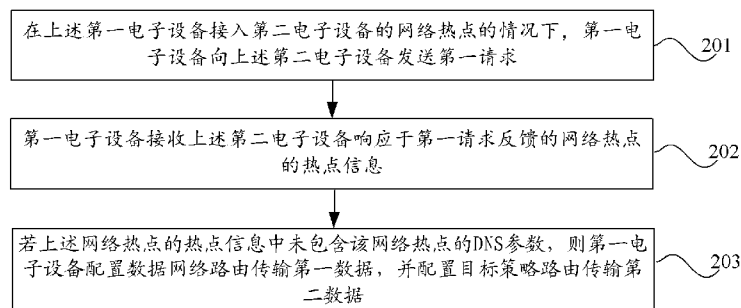 在上述第一电子设备接入第二电子设备的网络热点的情况下，第一电
子设备向上述第二电子设备发送第一请求
201
第一电子设备接收上述第二电子设备响应于第一请求反馈的网络热点
的热点信息
202
若上述网络热点的热点信息中未包含该网络热点的DNS参数，则第一电
子设备配置数据网络路由传输第一数据，并配置目标策略路由传输第
二数据
203